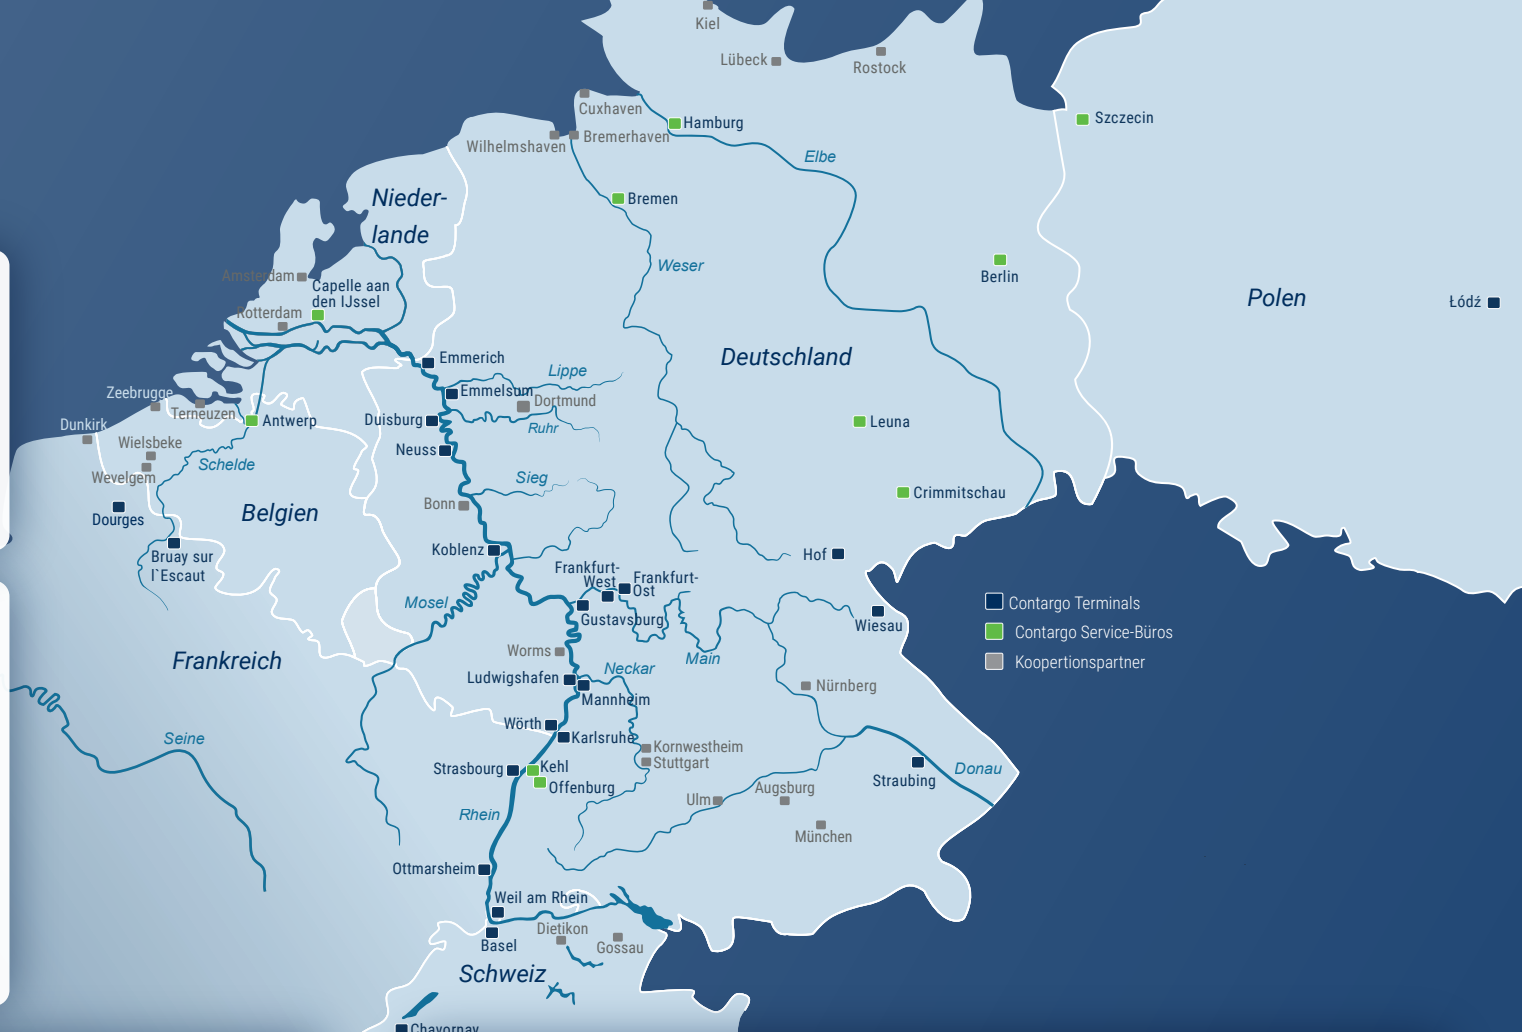 Kiel
Lübeck
Rostock
Cuxhaven
Hamburg
Szczecin
Wilhelmshaven
Bremerhaven
Elbe
Nieder-
lande
Bremen
Weser
Amsterdam
Capelle aan
den IJssel
Rotterdam
Berlin
Polen
Łódź
Emmerich
Deutschland
Lippe
Emmelsum
Dortmund
Zeebrugge
Terneuzen
Antwerp
Duisburg
Ruhr
Leuna
Dunkirk
Wielsbeke
Neuss
Wevelgem
Schelde
Sieg
Crimmitschau
Bonn
Belgien
Dourges
Koblenz
Hof
Bruay sur
l`Escaut
Frankfurt-
West
Frankfurt-
Ost
Mosel
Gustavsburg
Wiesau
Contargo Terminals
Contargo Service-Büros
Koopertionspartner
Frankreich
Worms
Main
Neckar
Ludwigshafen
Mannheim
Nürnberg
Wörth
Karlsruhe
Seine
Kornwestheim
Stuttgart
Strasbourg
Kehl
Offenburg
Donau
Straubing
Ulm
Augsburg
Rhein
München
Ottmarsheim
Weil am Rhein
Basel
Dietikon
Gossau
Schweiz
Chavornay